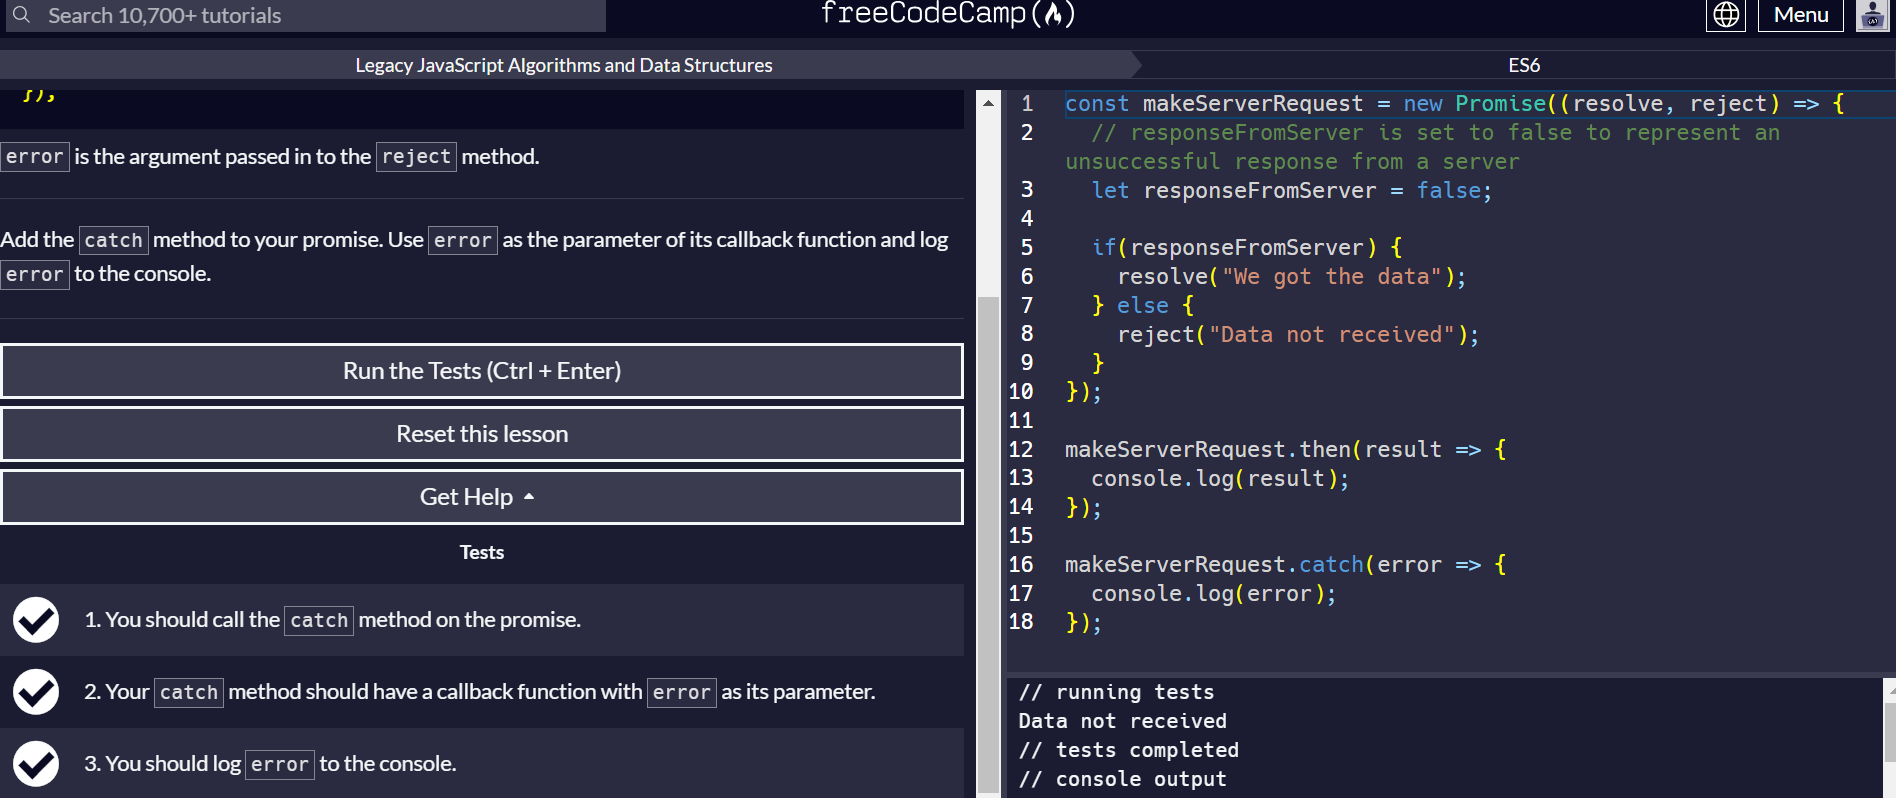 Search 10,700+ tutorials
freeCodeCamp
Menu
Legacy JavaScript Algorithms and Data Structures
ES6
});
error is the argument passed in to the reject method.
Add the catch method to your promise. Use error as the parameter of its callback function and log
error to the console.
Run the Tests (Ctrl + Enter)
Reset this lesson
Get Help
Tests
1. You should call the catch method on the promise.
2. Your catch method should have a callback function with error as its parameter.
3. You should log error to the console.
1 const makeServerRequest = new Promise((resolve, reject) => {
2 // responseFromServer is set to false to represent an
unsuccessful response from a server
3 let responseFromServer = false;
4
5 if(responseFromServer) {
6 resolve("We got the data");
7 } else {
8 reject("Data not received");
9 }
10 });
11
12 makeServerRequest.then(result => {
13 console.log(result);
14 });
15
16 makeServerRequest.catch(error => {
17 console.log(error);
18 });
// running tests
Data not received
// tests completed
// console output